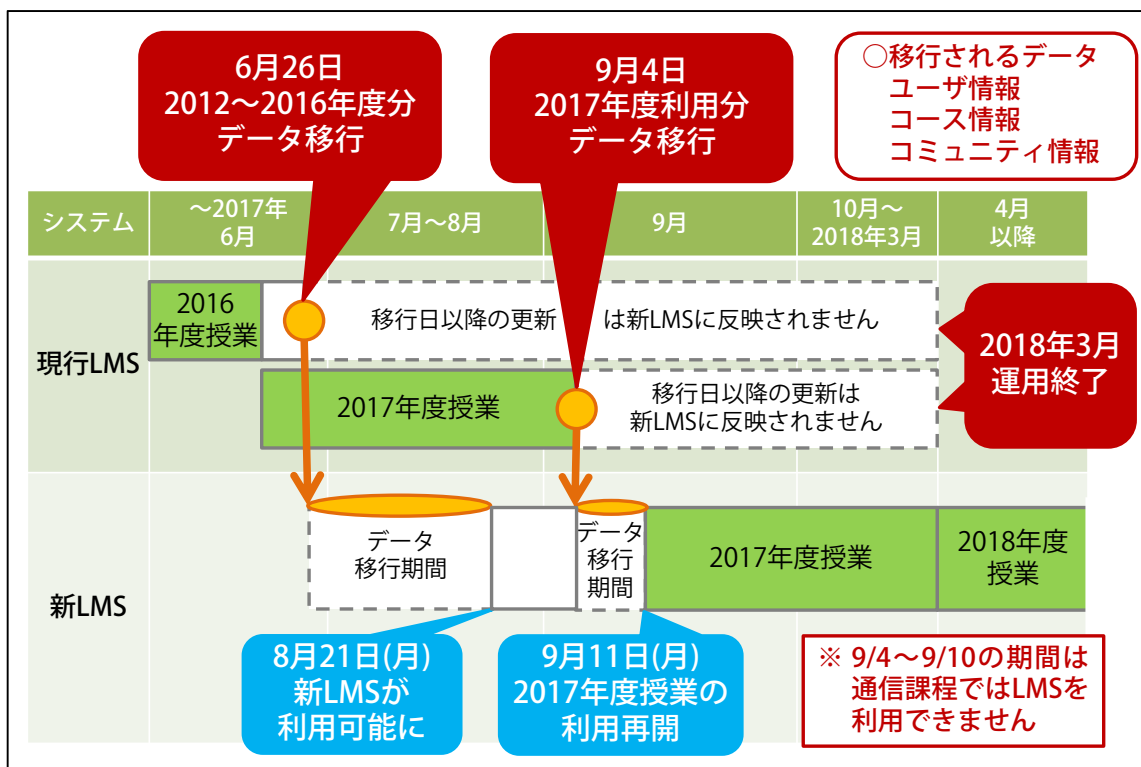 6月26日
2012～2016年度分
データ移行
9月4日
2017年度利用分
データ移行
○移行されるデータ
ユーザ情報
コース情報
コミュニティ情報
システム
～2017年
6月
7月～8月
9月
10月～
2018年3月
4月
以降
現行LMS
2016
年度授業
移行日以降の更新 は新LMSに反映されません
2017年度授業
移行日以降の更新は
新LMSに反映されません
2018年3月
運用終了
新LMS
データ
移行期間
データ
移行
期間
2017年度授業
2018年度
授業
8月21日(月)
新LMSが
利用可能に
9月11日(月)
2017年度授業の
利用再開
※ 9/4～9/10の期間は
通信課程ではLMSを
利用できません